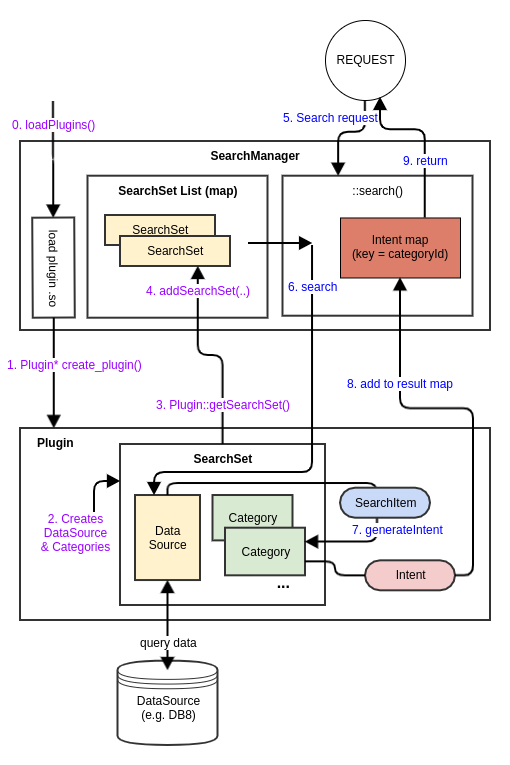 REQUEST
0. loadPlugins()
5. Search request
SearchManager
9. return
SearchSet List (map)
::search()
SearchSet
SearchSet
load plugin .so
Intent map
(key = categoryId)
4. addSearchSet(..)
6. search
1. Plugin* create_plugin()
8. add to result map
3. Plugin::getSearchSet()
Plugin
SearchSet
2. Creates
DataSource
& Categories
Data
Source
Category
Category
...
SearchItem
7. generateIntent
Intent
query data
DataSource
(e.g. DB8)